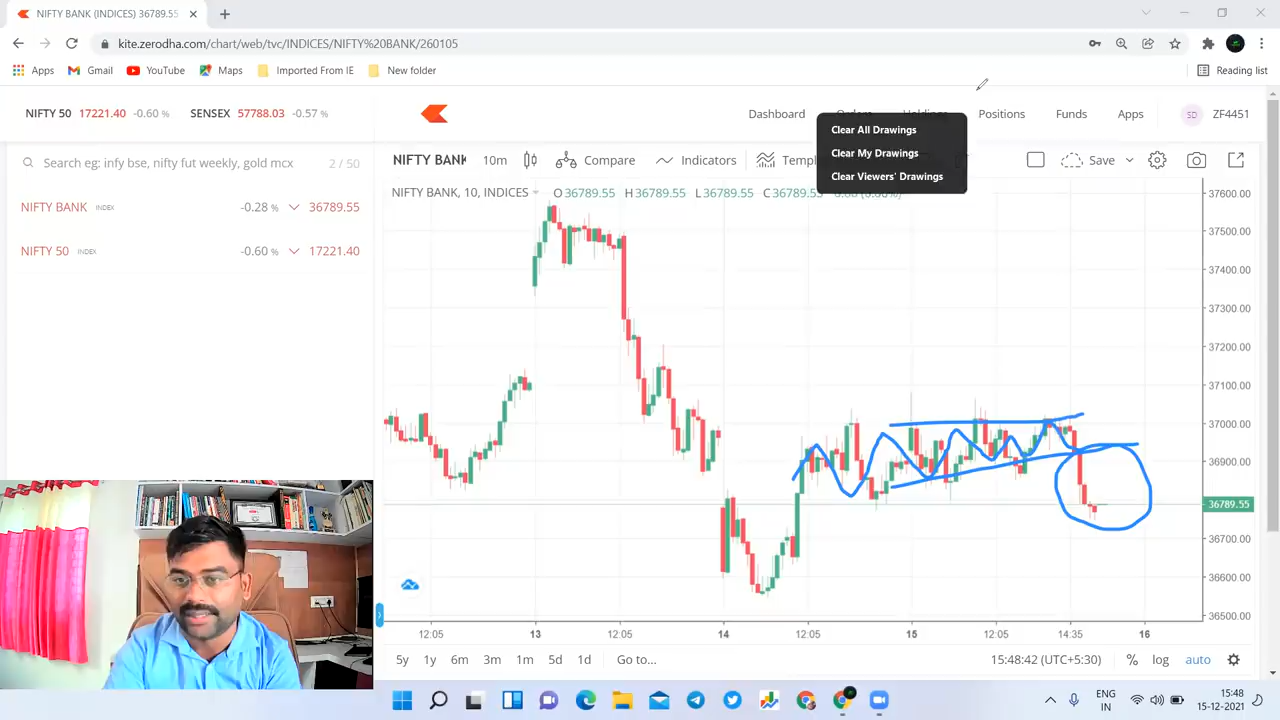 NIFTY BANK (INDICES) 36789.55
kite.zerodha.com/chart/web/tvc/INDICES/NIFTY%20BANK/260105
Apps Gmail YouTube Maps Imported From IE New folder Reading list
NIFTY 50 17221.40 -0.60 % SENSEX 57788.03 -0.57 %
Dashboard Orders Holdings Positions Funds Apps SD ZF4451
Clear All Drawings
Clear My Drawings
Clear Viewers' Drawings
Search eg: infy bse, nifty fut weekly, gold mcx 2 / 50
NIFTY BANK 10m Compare Indicators Templ Save
NIFTY BANK, 10, INDICES O 36789.55 H 36789.55 L 36789.55 C 36789.55
NIFTY BANK INDEX -0.28 % 36789.55
NIFTY 50 INDEX -0.60 % 17221.40
37600.00
37500.00
37400.00
37300.00
37200.00
37100.00
37000.00
36900.00
36789.55
36700.00
36600.00
36500.00
12:05 13 12:05 14 12:05 15 12:05 14:35 16
5y 1y 6m 3m 1m 5d 1d Go to... 15:48:42 (UTC+5:30) % log auto
ENG
IN
15:48
15-12-2021